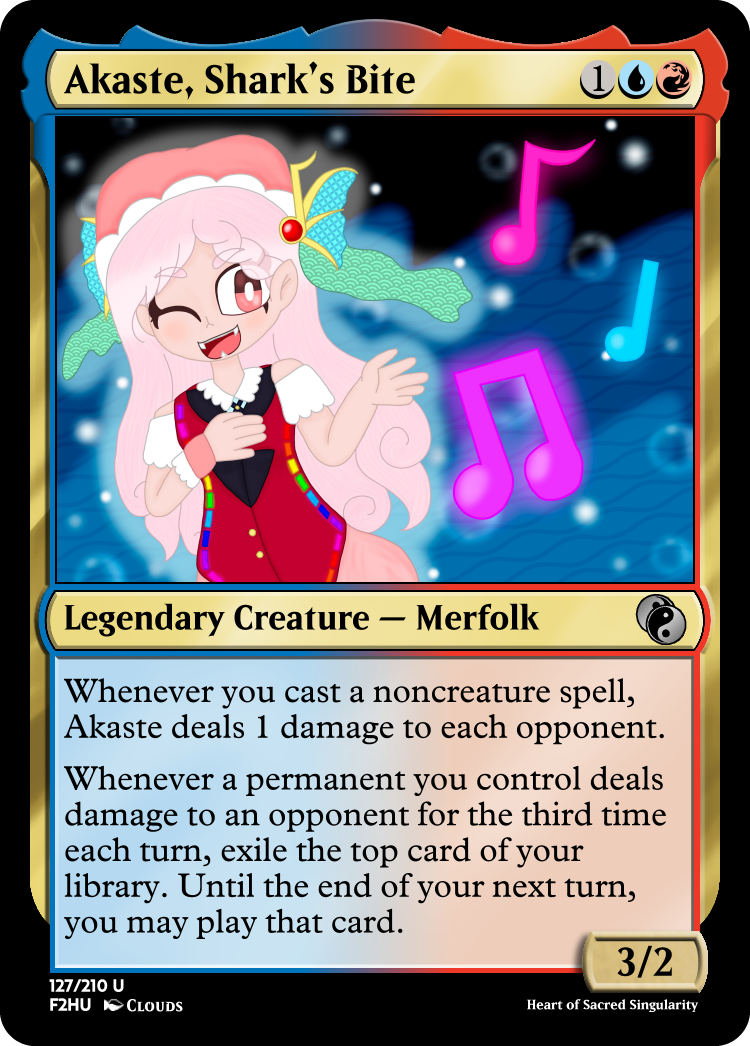 Akaste, Shark's Bite 1
Legendary Creature — Merfolk
Whenever you cast a noncreature spell,
Akaste deals 1 damage to each opponent.
Whenever a permanent you control deals
damage to an opponent for the third time
each turn, exile the top card of your
library. Until the end of your next turn,
you may play that card.
3/2
127/210 U
F2HU Clouds
Heart of Sacred Singularity